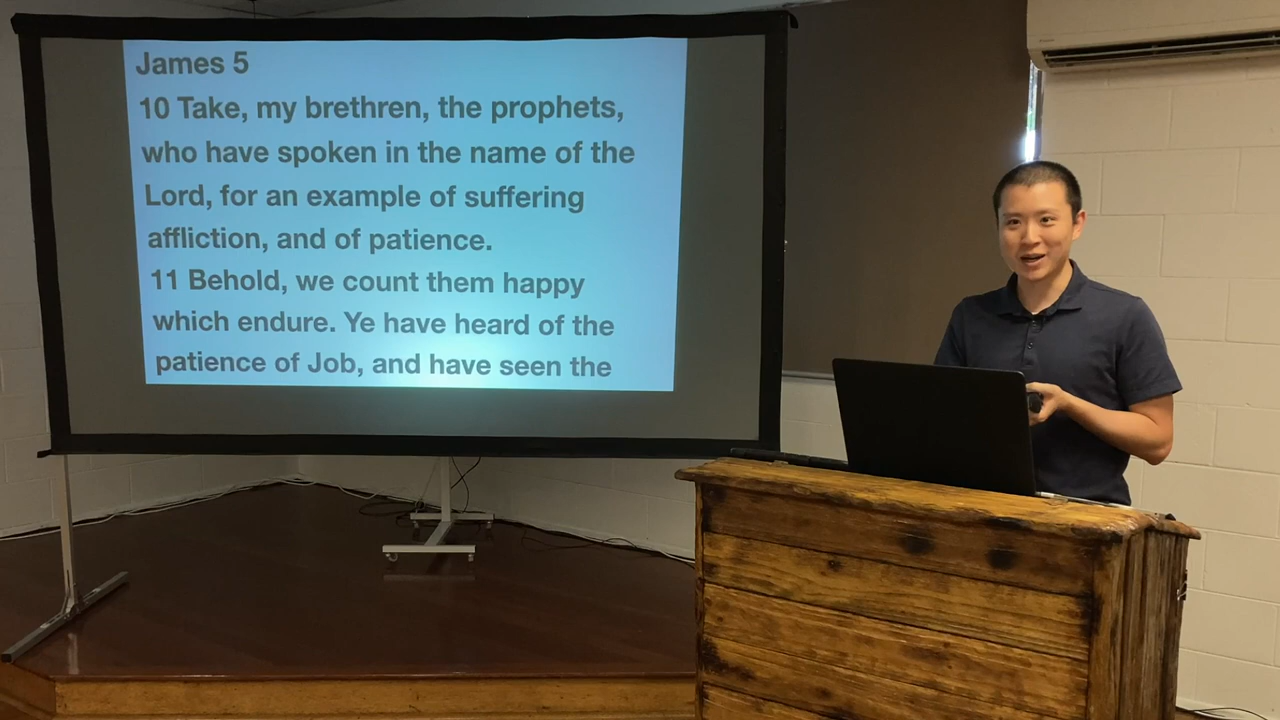 James 5
10 Take, my brethren, the prophets,
who have spoken in the name of the
Lord, for an example of suffering
affliction, and of patience.
11 Behold, we count them happy
which endure. Ye have heard of the
patience of Job, and have seen the